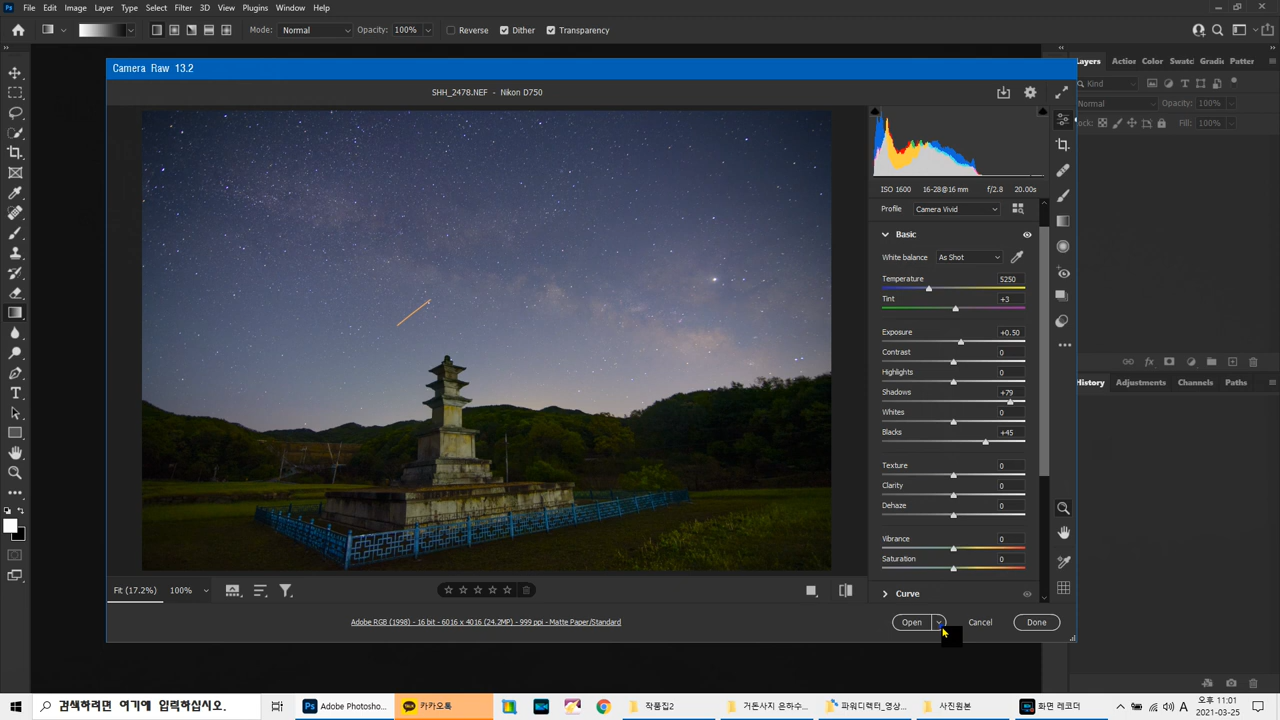 Ps File Edit Image Layer Type Select Filter 3D View Plugins Window Help
Mode: Normal Opacity: 100% Reverse Dither Transparency
Camera Raw 13.2
Layers Action Color Swatc Gradi Patter
SHH_2478.NEF - Nikon D750
Kind
Normal Opacity: 100%
Lock: Fill: 100%
ISO 1600 16-28@16 mm f/2.8 20.00s
Profile Camera Vivid
Basic
White balance As Shot
Temperature 5250
Tint +3
Exposure +0.50
Contrast 0
Highlights 0
History Adjustments Channels Paths
Shadows +79
Whites 0
Blacks +45
Texture 0
Clarity 0
Dehaze 0
Vibrance 0
Saturation 0
Fit (17.2%) 100%
Curve
Adobe RGB (1998) - 16 bit - 6016 x 4016 (24.2MP) - 999 ppi - Matte Paper/Standard
Open Cancel Done
검색하려면 여기에 입력하십시오.
Ps Adobe Photosho...
카카오톡
작품집2
거돈사지 은하수...
파워디렉터_영상...
사진원본
화면 레코더
A 오후 11:01
2021-03-25